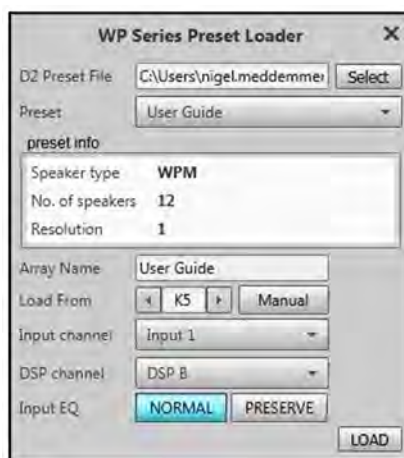 WP Series Preset Loader ×
D2 Preset File C:\Users\nigel.meddemmer Select
Preset User Guide
preset info
Speaker type WPM
No. of speakers 12
Resolution 1
Array Name User Guide
Load From K5 Manual
Input channel Input 1
DSP channel DSP B
Input EQ NORMAL PRESERVE
LOAD